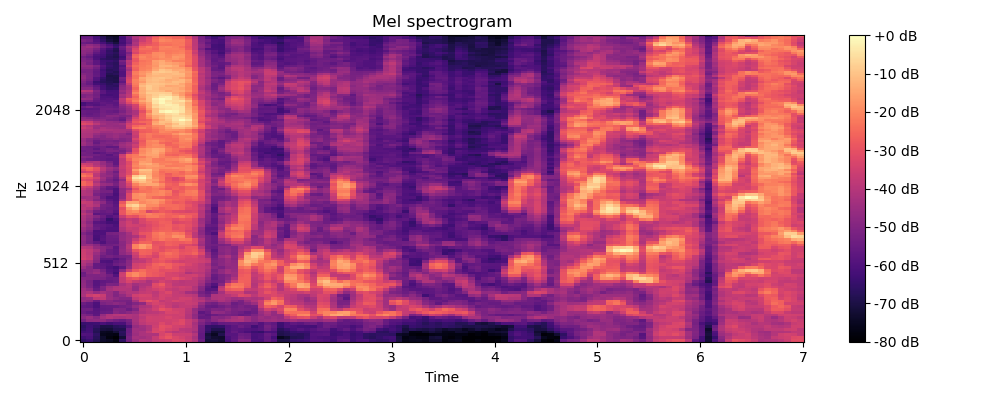 Mel spectrogram
Hz
2048
1024
512
0
0 1 2 3 4 5 6 7
Time
+0 dB
-10 dB
-20 dB
-30 dB
-40 dB
-50 dB
-60 dB
-70 dB
-80 dB